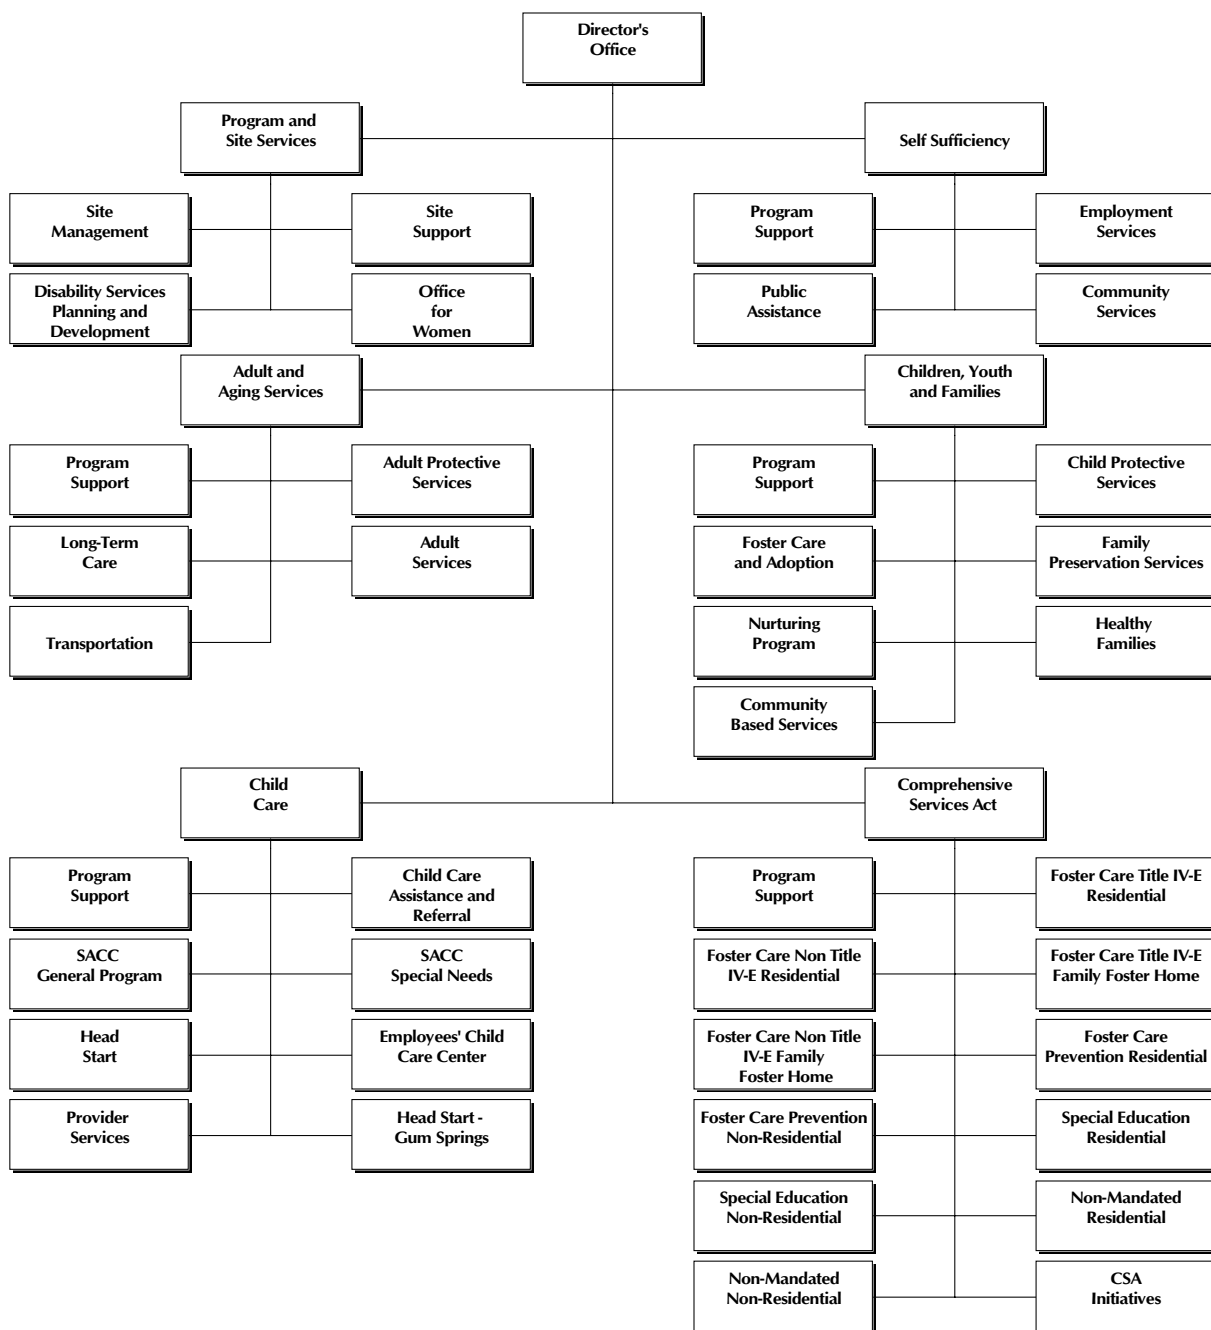 Director's
Office
Program and
Site Services
Self Sufficiency
Site
Management
Site
Support
Program
Support
Employment
Services
Disability Services
Planning and
Development
Office
for
Women
Public
Assistance
Community
Services
Adult and
Aging Services
Children, Youth
and Families
Program
Support
Adult Protective
Services
Program
Support
Child Protective
Services
Long-Term
Care
Adult
Services
Foster Care
and Adoption
Family
Preservation Services
Transportation
Nurturing
Program
Healthy
Families
Community
Based Services
Child
Care
Comprehensive
Services Act
Program
Support
Child Care
Assistance and
Referral
Program
Support
Foster Care Title IV-E
Residential
SACC
General Program
SACC
Special Needs
Foster Care Non Title
IV-E Residential
Foster Care Title IV-E
Family Foster Home
Head
Start
Employees' Child
Care Center
Foster Care Non Title
IV-E Family
Foster Home
Foster Care
Prevention Residential
Provider
Services
Head Start -
Gum Springs
Foster Care Prevention
Non-Residential
Special Education
Residential
Special Education
Non-Residential
Non-Mandated
Residential
Non-Mandated
Non-Residential
CSA
Initiatives